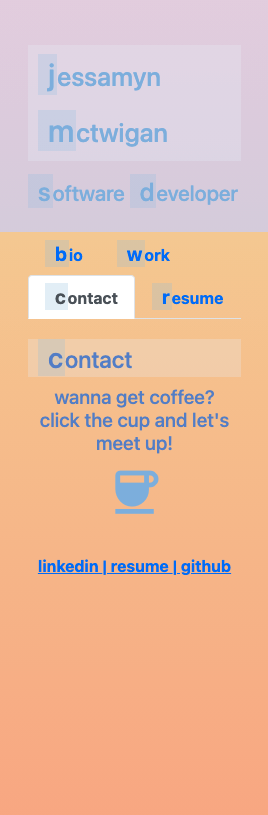 jessamyn
mctwigan
software developer
bio work
contact resume
contact
wanna get coffee?
click the cup and let's
meet up!
linkedin | resume | github